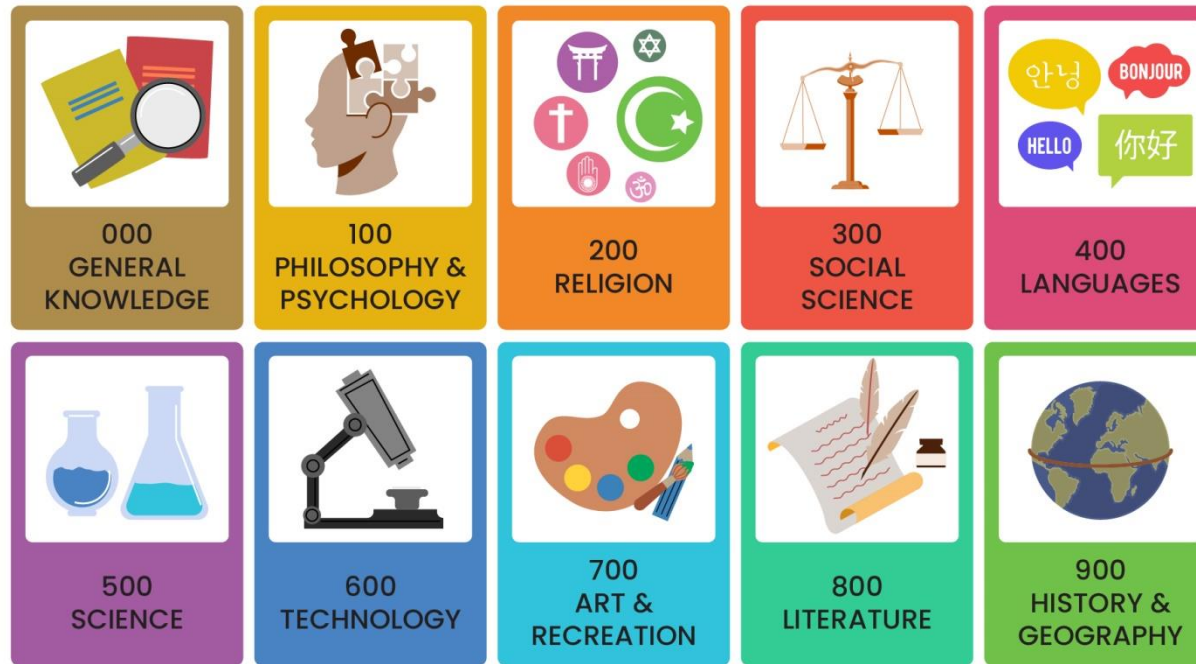 000
GENERAL
KNOWLEDGE
100
PHILOSOPHY &
PSYCHOLOGY
200
RELIGION
300
SOCIAL
SCIENCE
안녕
BONJOUR
HELLO
你好
400
LANGUAGES
500
SCIENCE
600
TECHNOLOGY
700
ART &
RECREATION
800
LITERATURE
900
HISTORY &
GEOGRAPHY